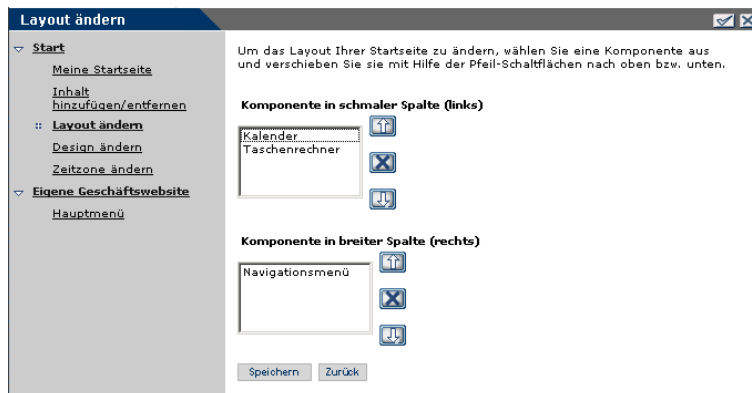 Layout ändern
Start
Meine Startseite
Inhalt
hinzufügen/entfernen
Layout ändern
Design ändern
Zeitzone ändern
Eigene Geschäftswebsite
Hauptmenü
Um das Layout Ihrer Startseite zu ändern, wählen Sie eine Komponente aus
und verschieben Sie sie mit Hilfe der Pfeil-Schaltflächen nach oben bzw. unten.
Komponente in schmaler Spalte (links)
Kalender
Taschenrechner
Komponente in breiter Spalte (rechts)
Navigationsmenü
Speichern
Zurück